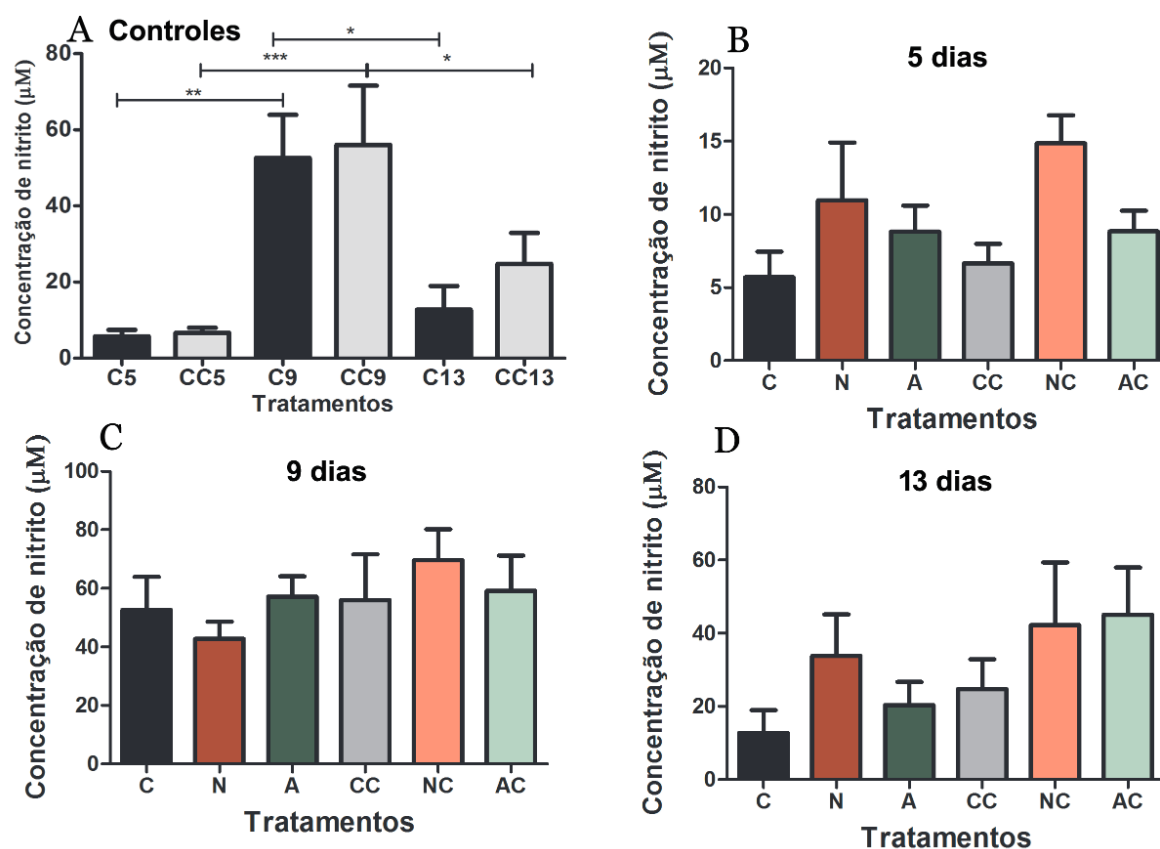 A Controles
Concentração de nitrito (µM)
80
60
40
20
0
*
***
*
**
C5 CC5 C9 CC9 C13 CC13
Tratamentos
B
5 dias
Concentração de nitrito (µM)
20
15
10
5
0
C N A CC NC AC
Tratamentos
C
9 dias
Concentração de nitrito (µM)
100
80
60
40
20
0
C N A CC NC AC
Tratamentos
D
13 dias
Concentração de nitrito (µM)
80
60
40
20
0
C N A CC NC AC
Tratamentos